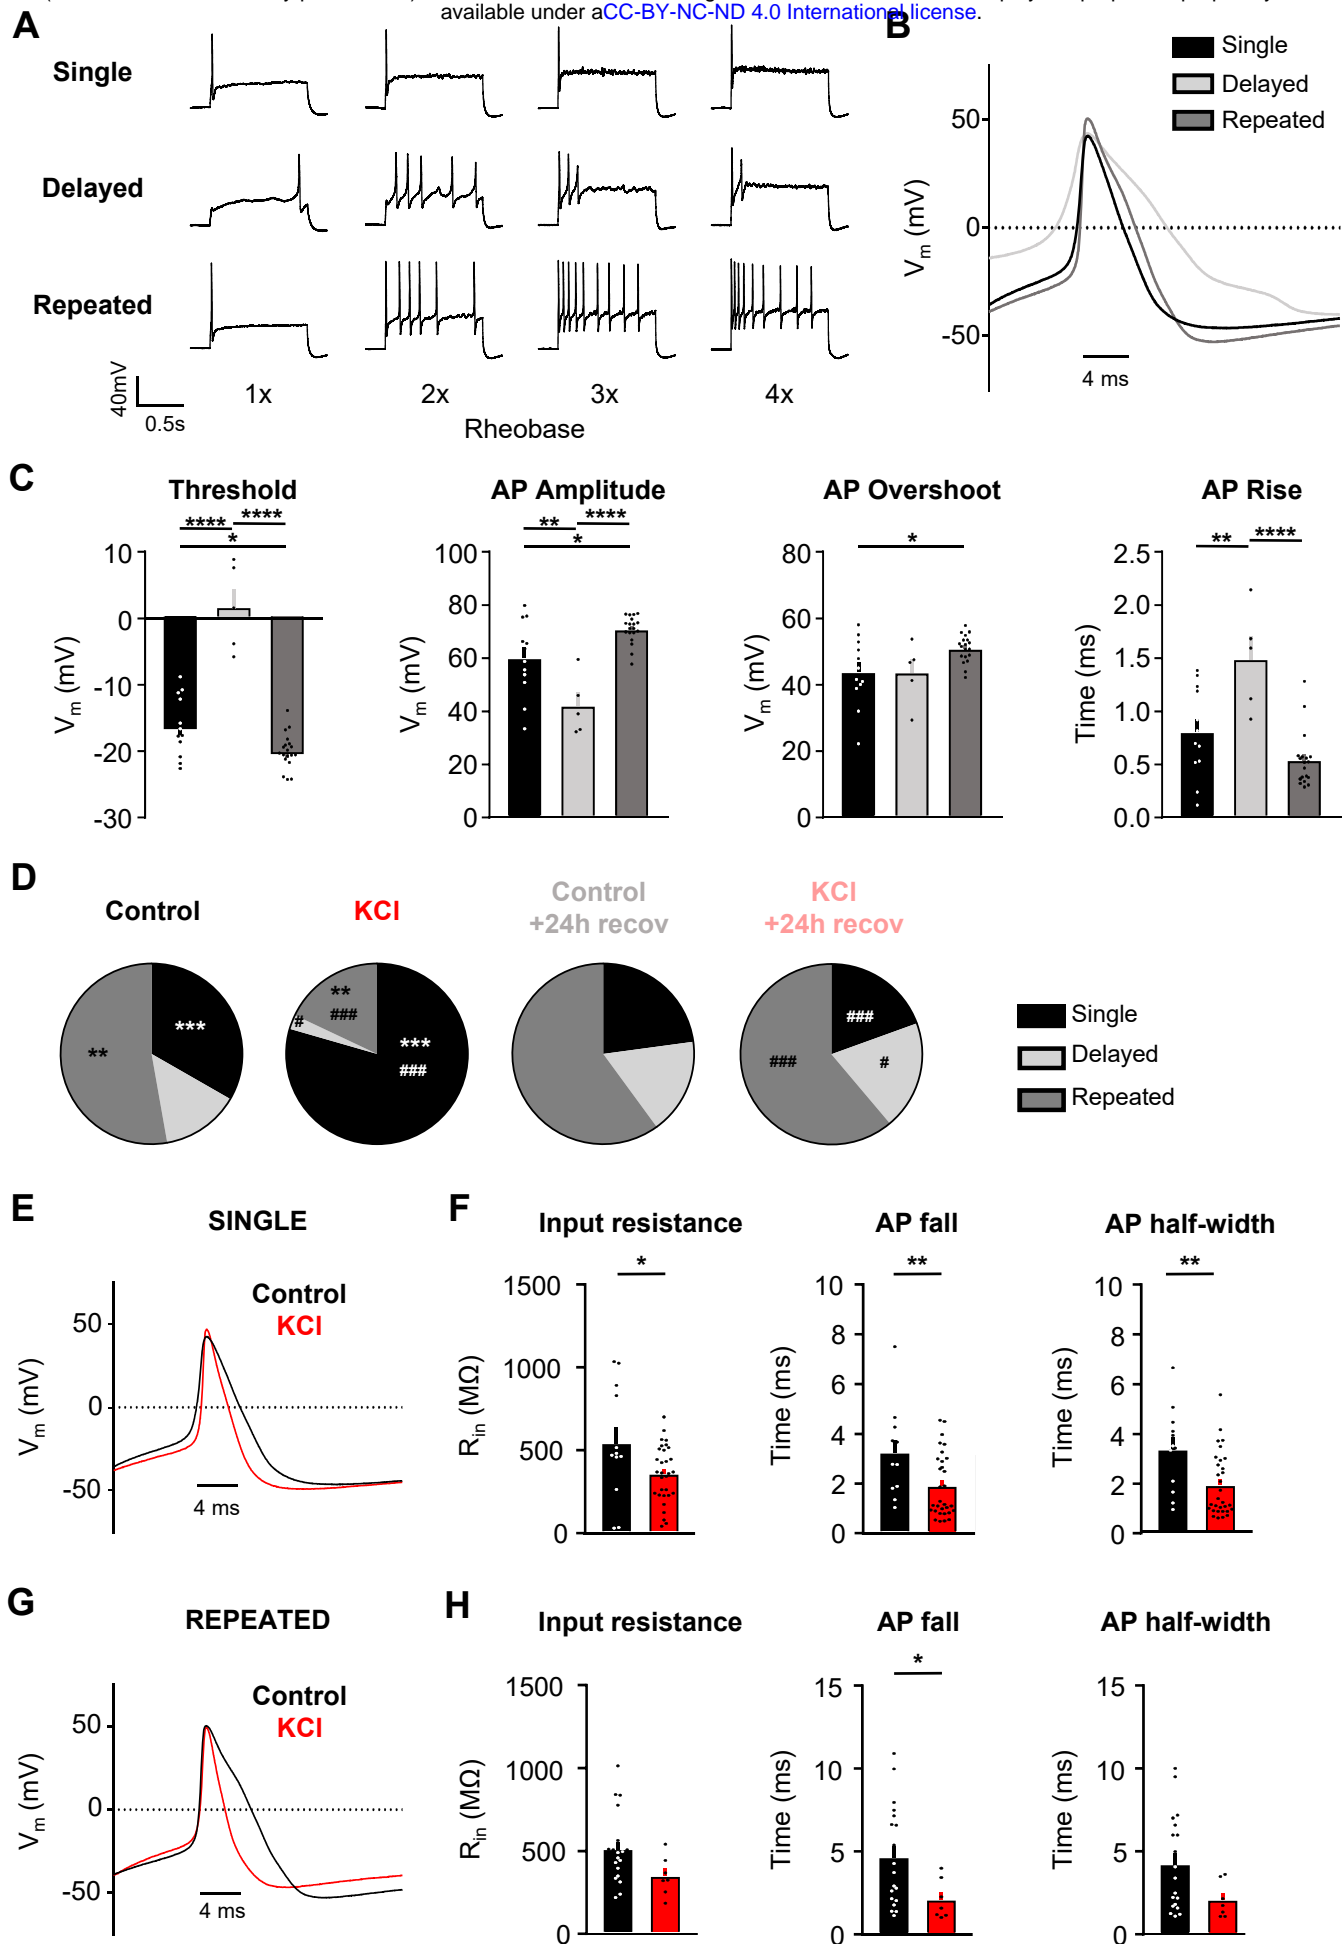 available under aCC-BY-NC-ND 4.0 International license.
A
Single
Delayed
Repeated
40mV
0.5s
1x
2x
3x
4x
Rheobase
B
Single
Delayed
Repeated
Vm (mV)
50
0
-50
4 ms
C
Threshold
**** ****
*
Vm (mV)
10
0
-10
-20
-30
AP Amplitude
** ****
*
Vm (mV)
100
80
60
40
20
0
AP Overshoot
*
Vm (mV)
80
60
40
20
0
AP Rise
** ****
Time (ms)
2.5
2.0
1.5
1.0
0.5
0.0
D
Control
***
**
KCl
**
###
#
***
###
Control
+24h recov
KCl
+24h recov
###
###
#
Single
Delayed
Repeated
E
SINGLE
Control
KCl
Vm (mV)
50
0
-50
4 ms
F
Input resistance
*
Rin (MΩ)
1500
1000
500
0
AP fall
**
Time (ms)
10
8
6
4
2
0
AP half-width
**
Time (ms)
10
8
6
4
2
0
G
REPEATED
Control
KCl
Vm (mV)
50
0
-50
4 ms
H
Input resistance
Rin (MΩ)
1500
1000
500
0
AP fall
*
Time (ms)
15
10
5
0
AP half-width
Time (ms)
15
10
5
0